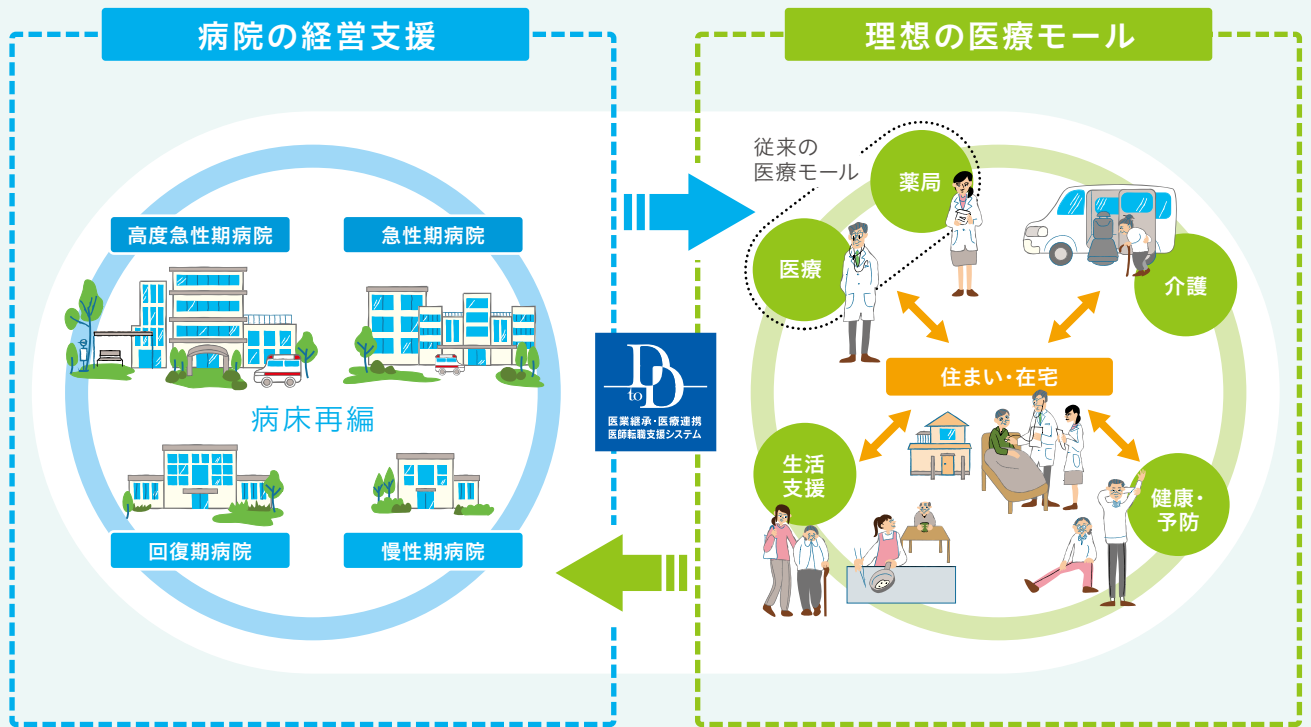 病院の経営支援
高度急性期病院
急性期病院
病床再編
回復期病院
慢性期病院
DtoD
医業継承・医療連携
医師転職支援システム
理想の医療モール
従来の
医療モール
薬局
医療
介護
住まい・在宅
生活
支援
健康・
予防